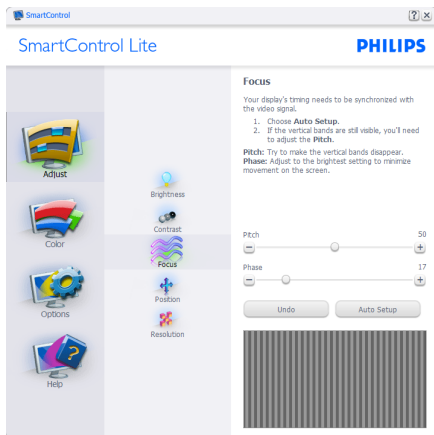 SmartControl
? x
SmartControl Lite
PHILIPS
Adjust
Color
Options
Help
Brightness
Contrast
Focus
Position
Resolution
Focus
Your display's timing needs to be synchronized with
the video signal.
1. Choose Auto Setup.
2. If the vertical bands are still visible, you'll need
to adjust the Pitch.
Pitch: Try to make the vertical bands disappear.
Phase: Adjust to the brightest setting to minimize
movement on the screen.
Pitch 50
Phase 17
Undo Auto Setup